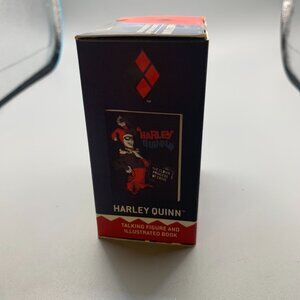 HARLEY
QUINN
HARLEY QUINN™
TALKING FIGURE AND
ILLUSTRATED BOOK